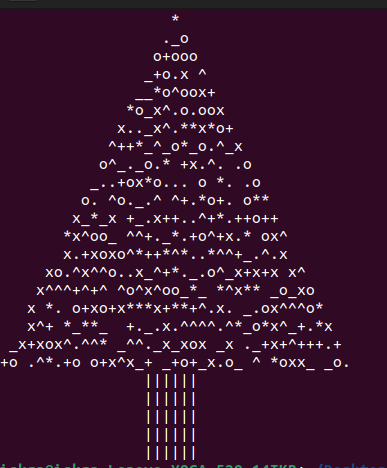 *
._o
o+ooo
_+o.x ^
__*o^oox+
*o_x^.o.oox
x.._x^.**x*o+
^++*_^_o*_o.^_x
o^_._o.* +x.^. .o
_..+ox*o... o *. .o
o. ^o._.^ ^+.*o+. o**
x_*_x +_.x++..^+*.++o++
*x^oo_ ^^+._*.+o^+x.* ox^
x.+xoxo^*++*^*..*^^+_.^.x
xo.^x^^o..x_^+*._.o^_x+x+x x^
x^^^+^+^ ^o^x^oo_*_ *^x** _o_xo
x *. o+xo+x***x+**+^.x. _.ox^^^o*
x^+ *_**_  +._.x.^^^^.^*_o*x^_+.*x
_x+xox^.^^* _^^._x_xox _x ._+x+^+++.+
+o .^*.+o o+x^x_+ _+o+_x.o_ ^ *oxx_ _o.
||||||
||||||
||||||
||||||
||||||